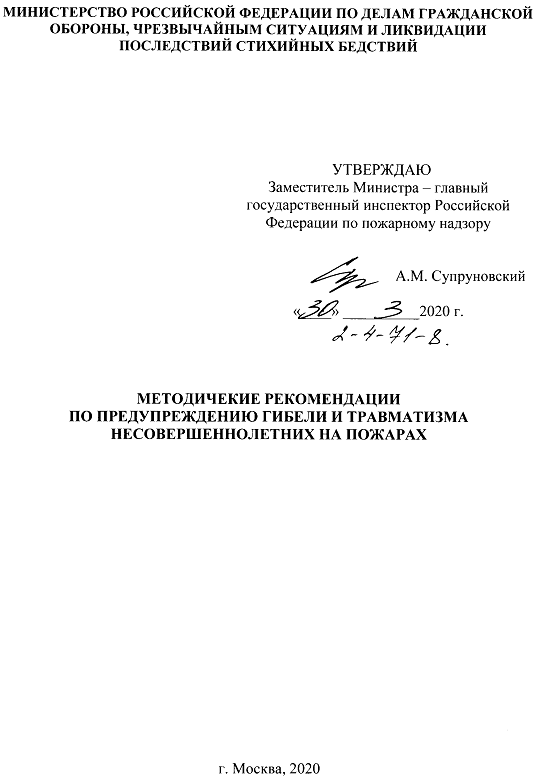 МИНИСТЕРСТВО РОССИЙСКОЙ ФЕДЕРАЦИИ ПО ДЕЛАМ ГРАЖДАНСКОЙ
ОБОРОНЫ, ЧРЕЗВЫЧАЙНЫМ СИТУАЦИЯМ И ЛИКВИДАЦИИ
ПОСЛЕДСТВИЙ СТИХИЙНЫХ БЕДСТВИЙ
УТВЕРЖДАЮ
Заместитель Министра – главный
государственный инспектор Российской
Федерации по пожарному надзору
А.М. Супруновский
«30» 3 2020 г.
2-4-71-8.
МЕТОДИЧЕКИЕ РЕКОМЕНДАЦИИ
ПО ПРЕДУПРЕЖДЕНИЮ ГИБЕЛИ И ТРАВМАТИЗМА
НЕСОВЕРШЕННОЛЕТНИХ НА ПОЖАРАХ
г. Москва, 2020